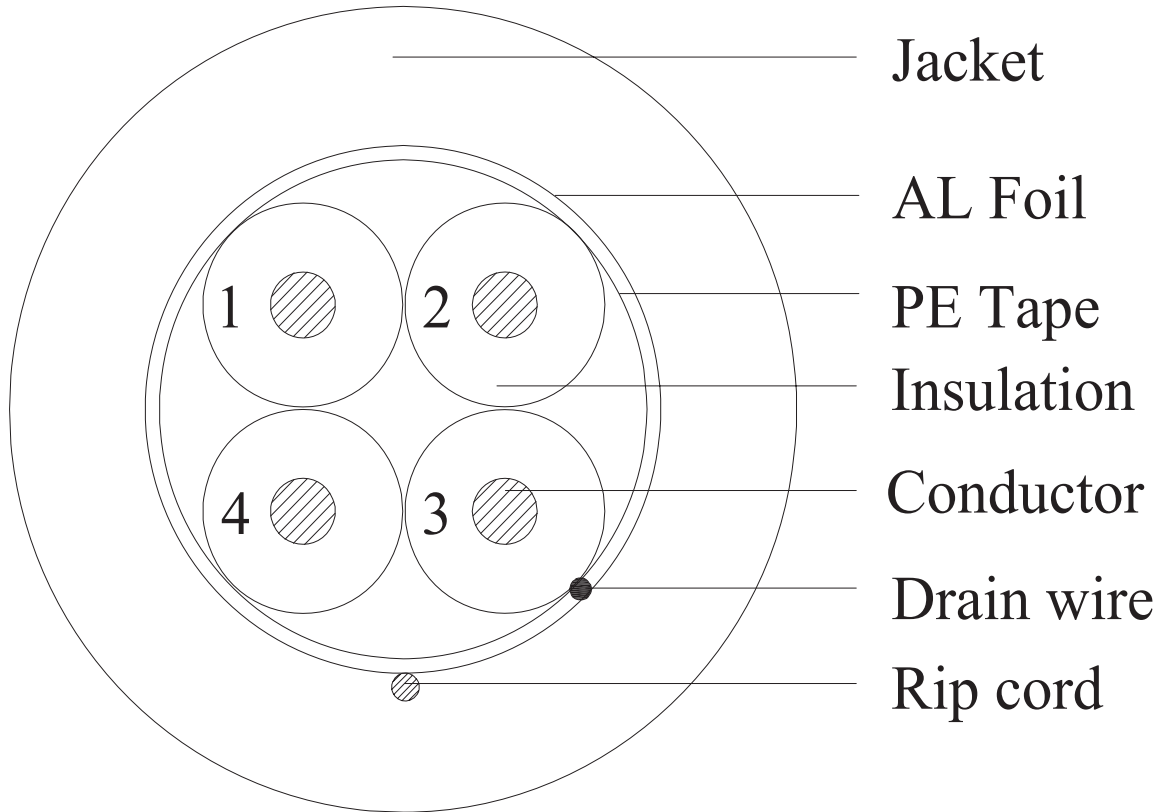 Jacket
AL Foil
1
2
PE Tape
Insulation
4
3
Conductor
Drain wire
Rip cord